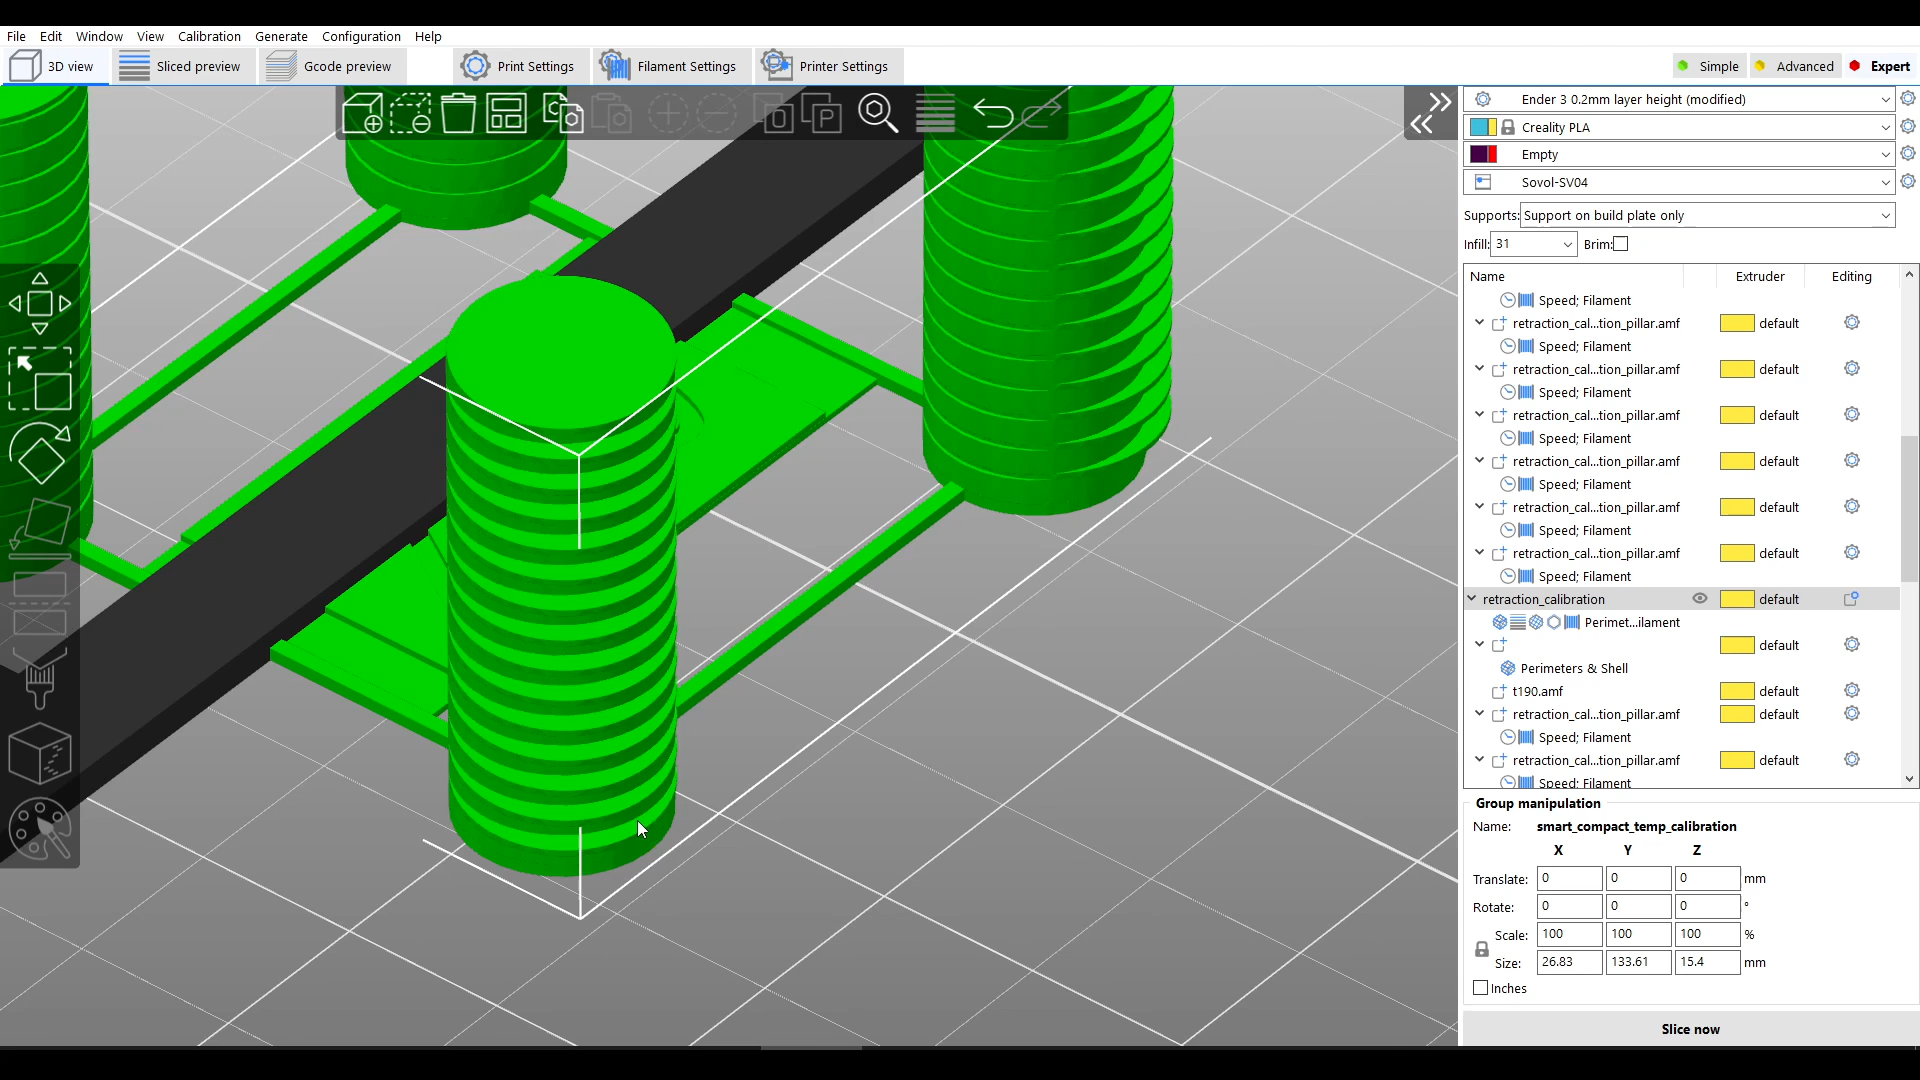 File Edit Window View Calibration Generate Configuration Help
3D view Sliced preview Gcode preview Print Settings Filament Settings Printer Settings Simple Advanced Expert
Ender 3 0.2mm layer height (modified)
Creality PLA
Empty
Sovol-SV04
Supports: Support on build plate only
Infill: 31 Brim:
Name Extruder Editing
Speed; Filament
retraction_cal...tion_pillar.amf default
Speed; Filament
retraction_cal...tion_pillar.amf default
Speed; Filament
retraction_cal...tion_pillar.amf default
Speed; Filament
retraction_cal...tion_pillar.amf default
Speed; Filament
retraction_cal...tion_pillar.amf default
Speed; Filament
retraction_cal...tion_pillar.amf default
Speed; Filament
retraction_calibration default
Perimet...ilament
default
Perimeters & Shell
t190.amf default
retraction_cal...tion_pillar.amf default
Speed; Filament
retraction_cal...tion_pillar.amf default
Speed; Filament
Group manipulation
Name: smart_compact_temp_calibration
X Y Z
Translate: 0 0 0 mm
Rotate: 0 0 0 °
Scale: 100 100 100 %
Size: 26.83 133.61 15.4 mm
Inches
Slice now